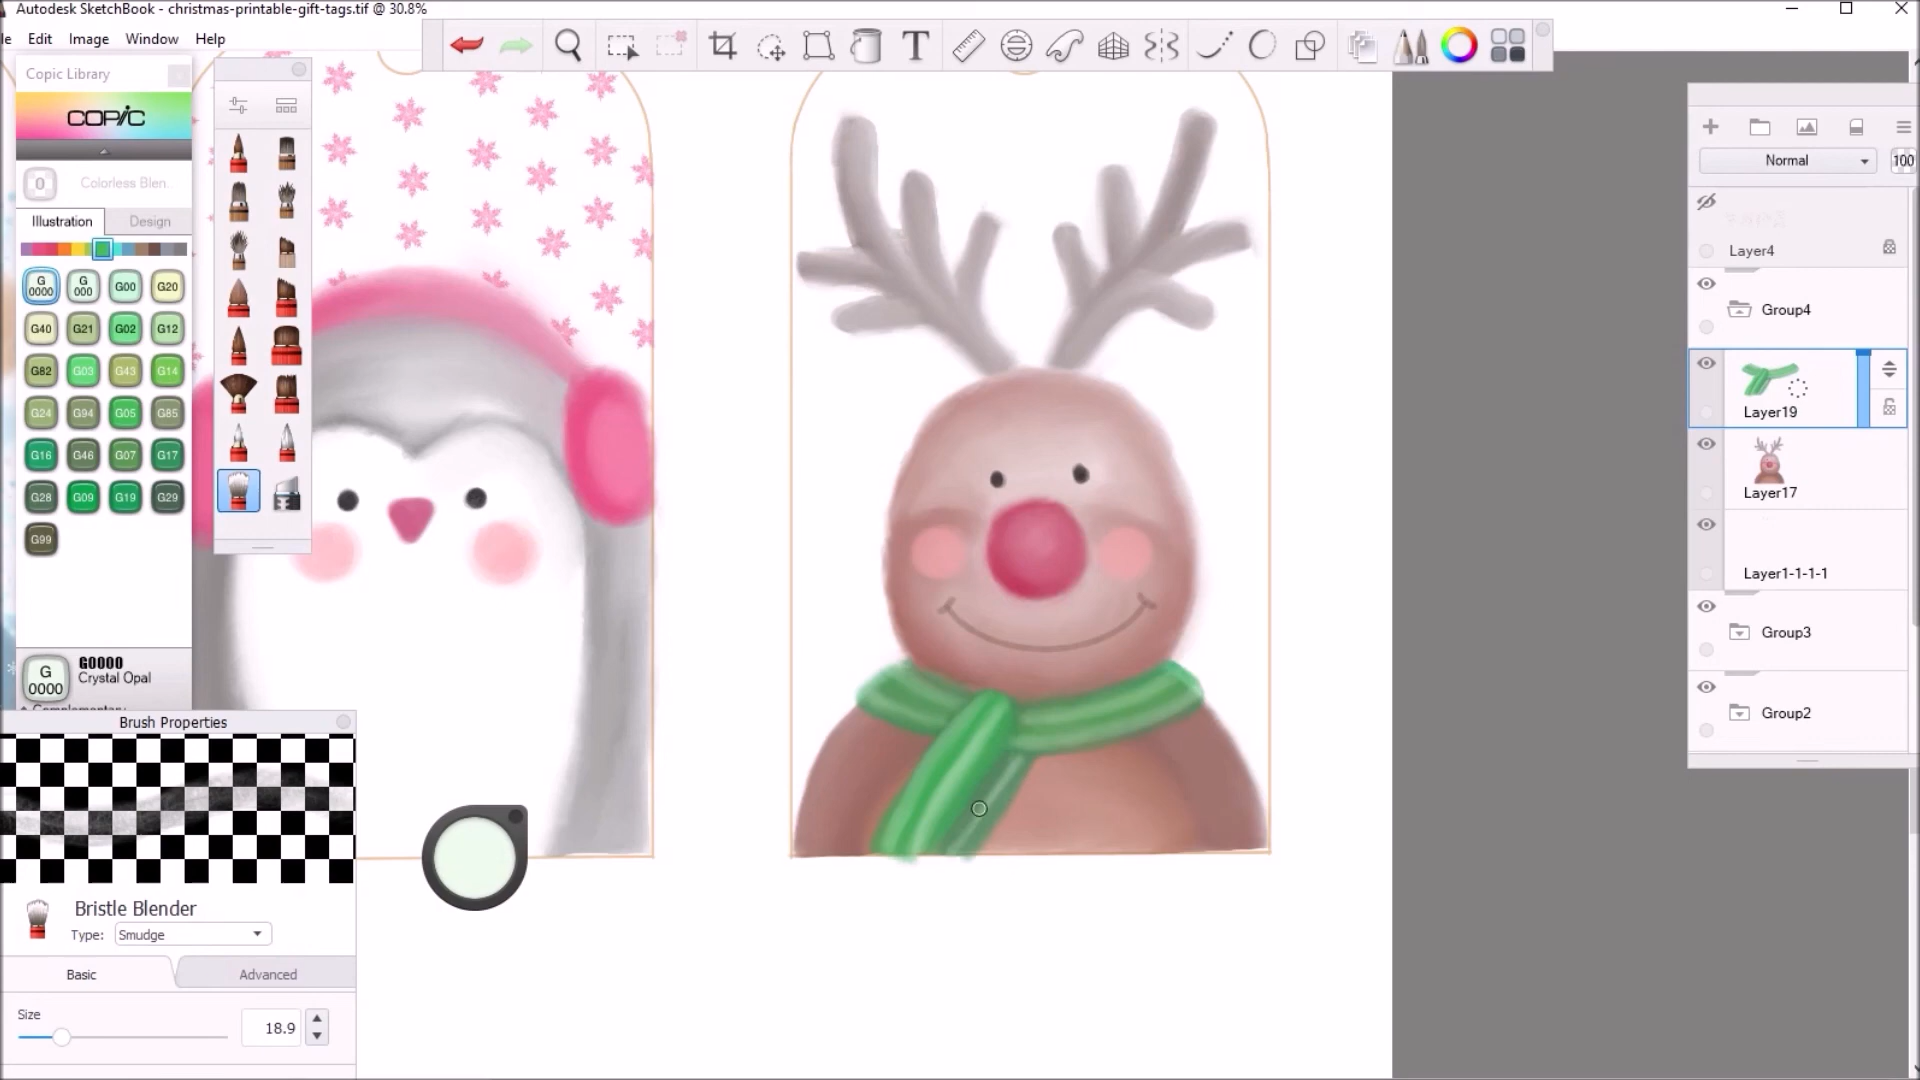 Autodesk SketchBook - christmas-printable-gift-tags.tif @ 30.8%
le Edit Image Window Help
Copic Library
COPIC
0 Colorless Blen.
Illustration Design
G 0000 G 000 G00 G20
G40 G21 G02 G12
G82 G03 G43 G14
G24 G94 G05 G85
G16 G46 G07 G17
G28 G09 G19 G29
G99
G 0000
G0000
Crystal Opal
Complementary
Brush Properties
Bristle Blender
Type: Smudge
Basic Advanced
Size
18.9
T
Normal 100
Layer4
Group4
Layer19
Layer17
Layer1-1-1-1
Group3
Group2